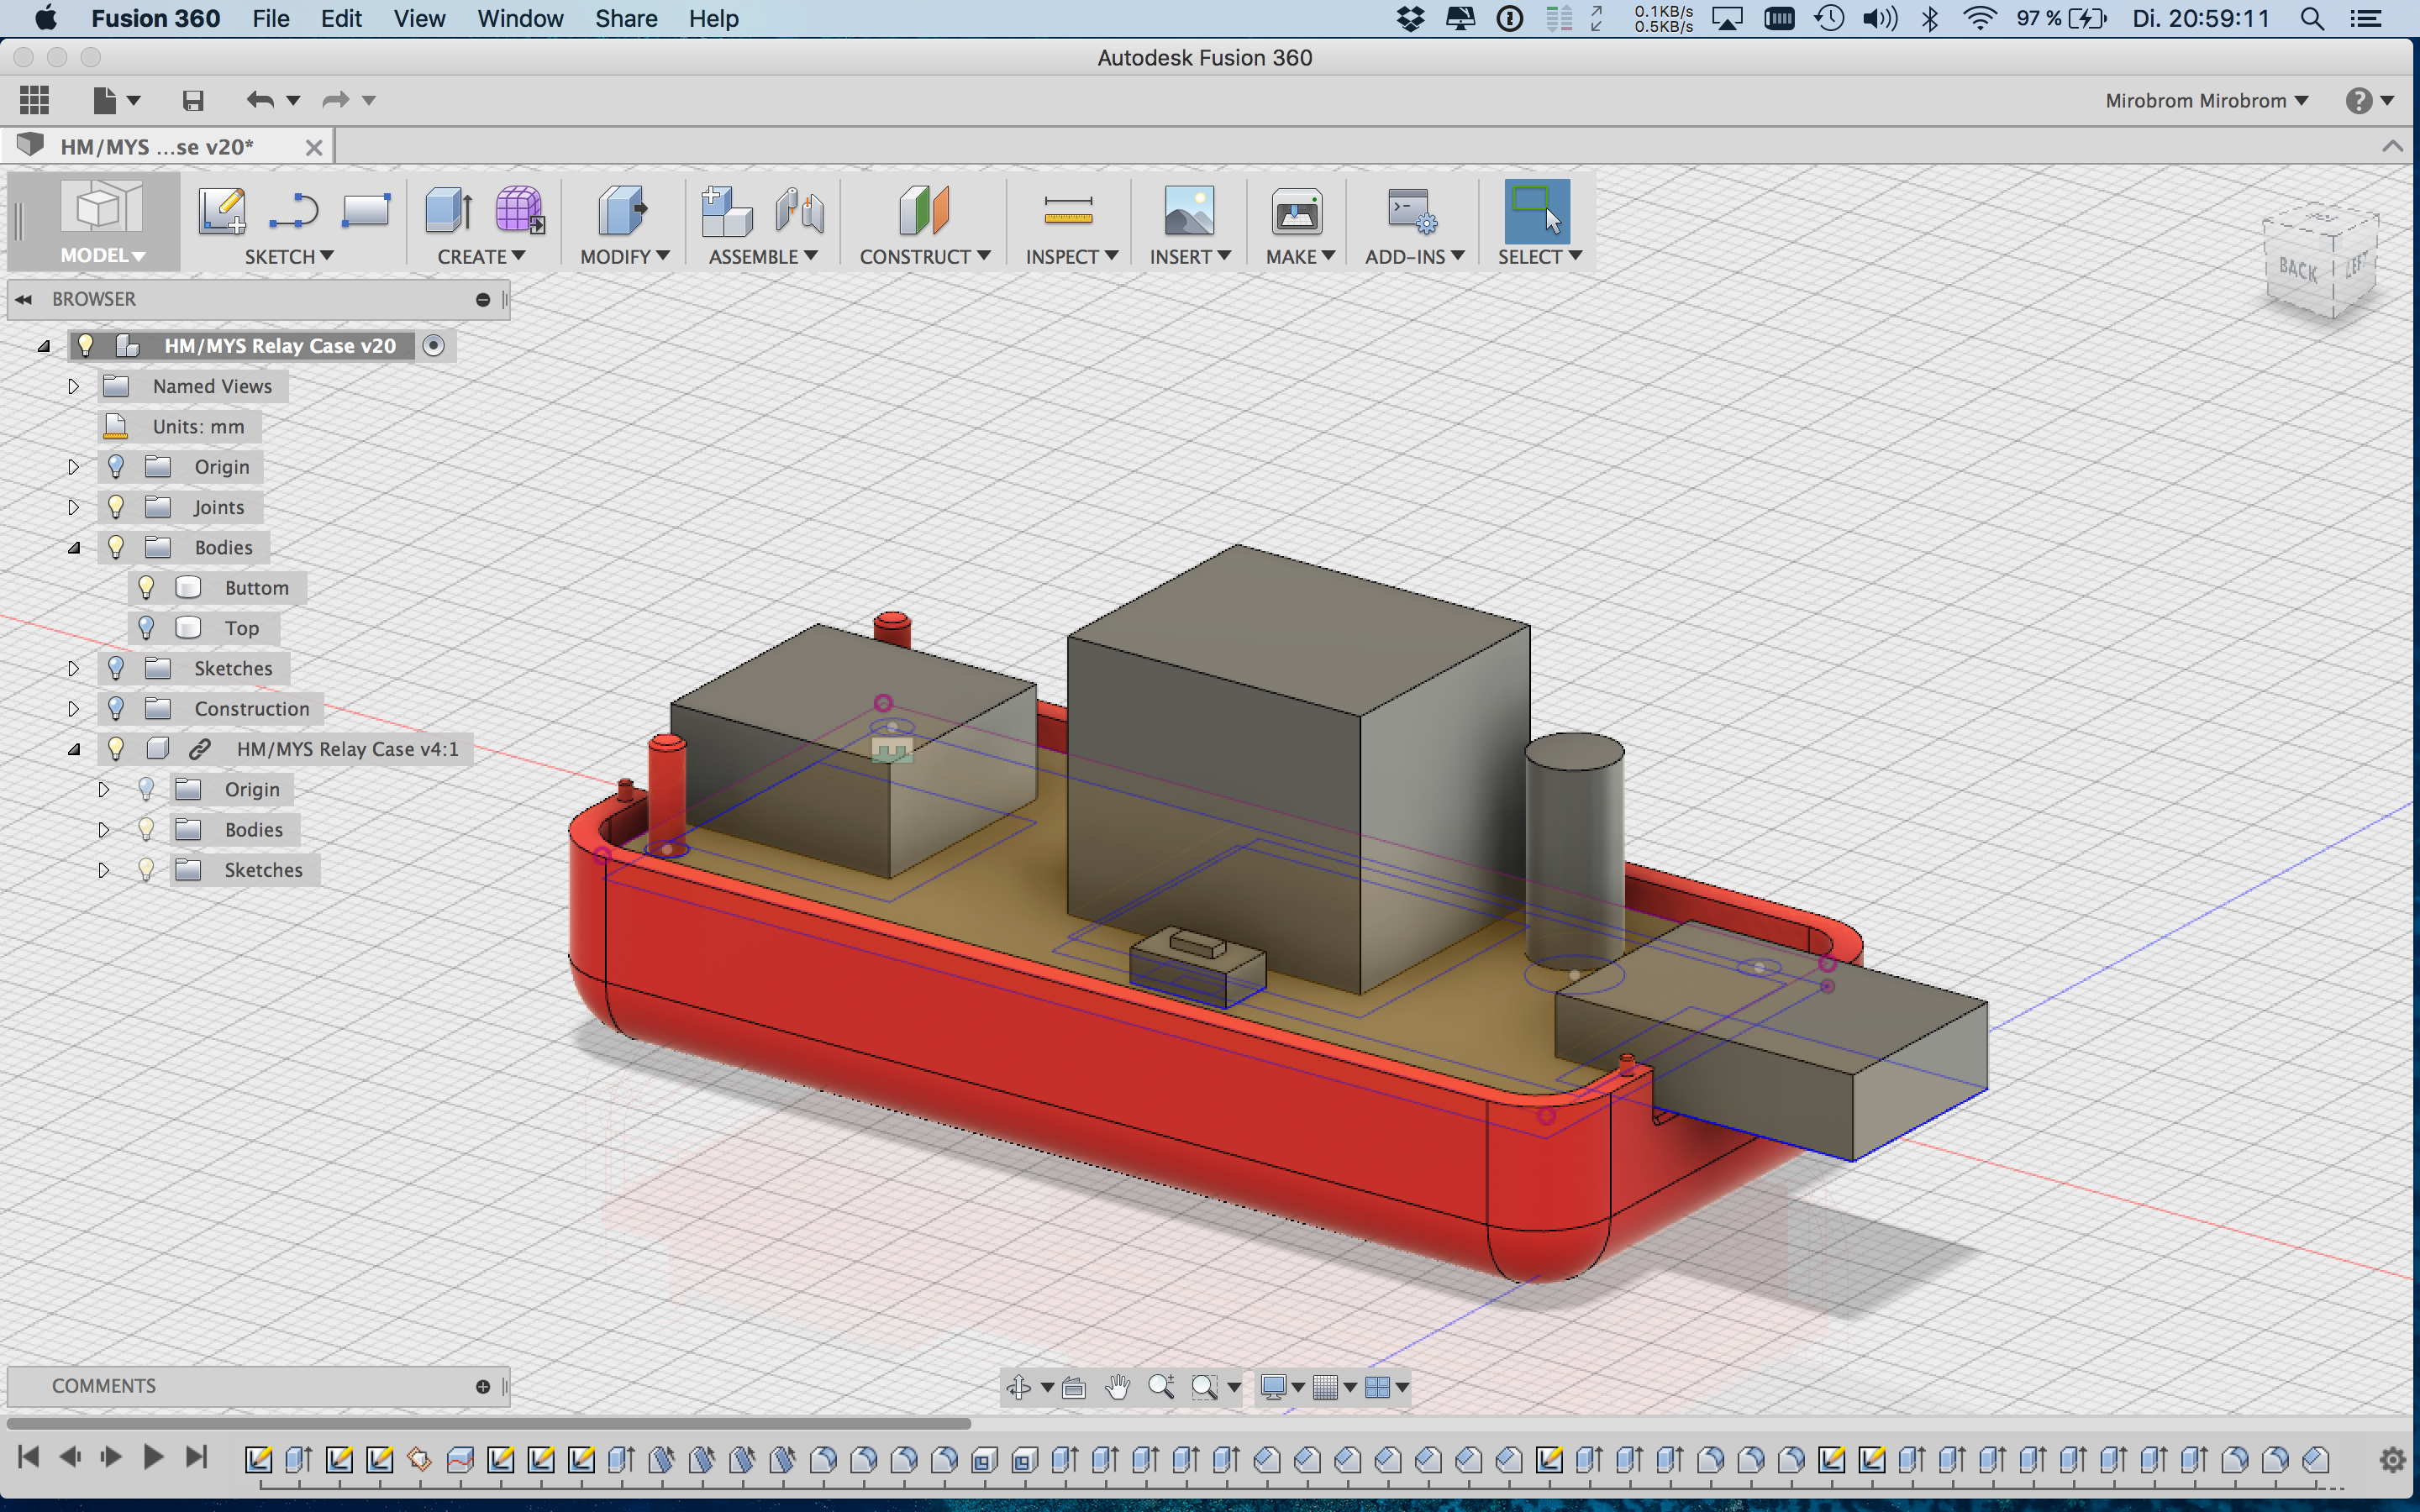 Fusion 360 File Edit View Window Share Help 0.1KB/s 97 % Di. 20:59:11
0.5KB/s
Autodesk Fusion 360
Mirobrom Mirobrom ?
HM/MYS ...se v20*
MODEL SKETCH CREATE MODIFY ASSEMBLE CONSTRUCT INSPECT INSERT MAKE ADD-INS SELECT
BACK LEFT
BROWSER
HM/MYS Relay Case v20
Named Views
Units: mm
Origin
Joints
Bodies
Buttom
Top
Sketches
Construction
HM/MYS Relay Case v4:1
Origin
Bodies
Sketches
COMMENTS